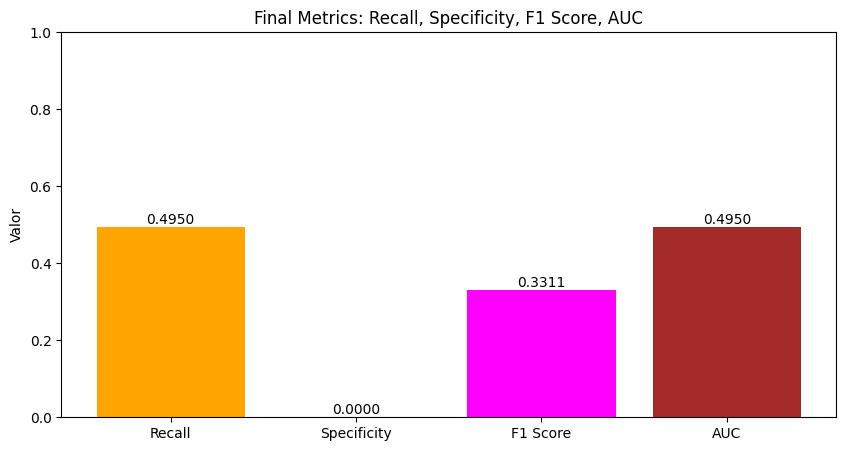 Final Metrics: Recall, Specificity, F1 Score, AUC
1.0
0.8
0.6
0.4
0.2
0.0
Valor
0.4950
0.0000
0.3311
0.4950
Recall
Specificity
F1 Score
AUC